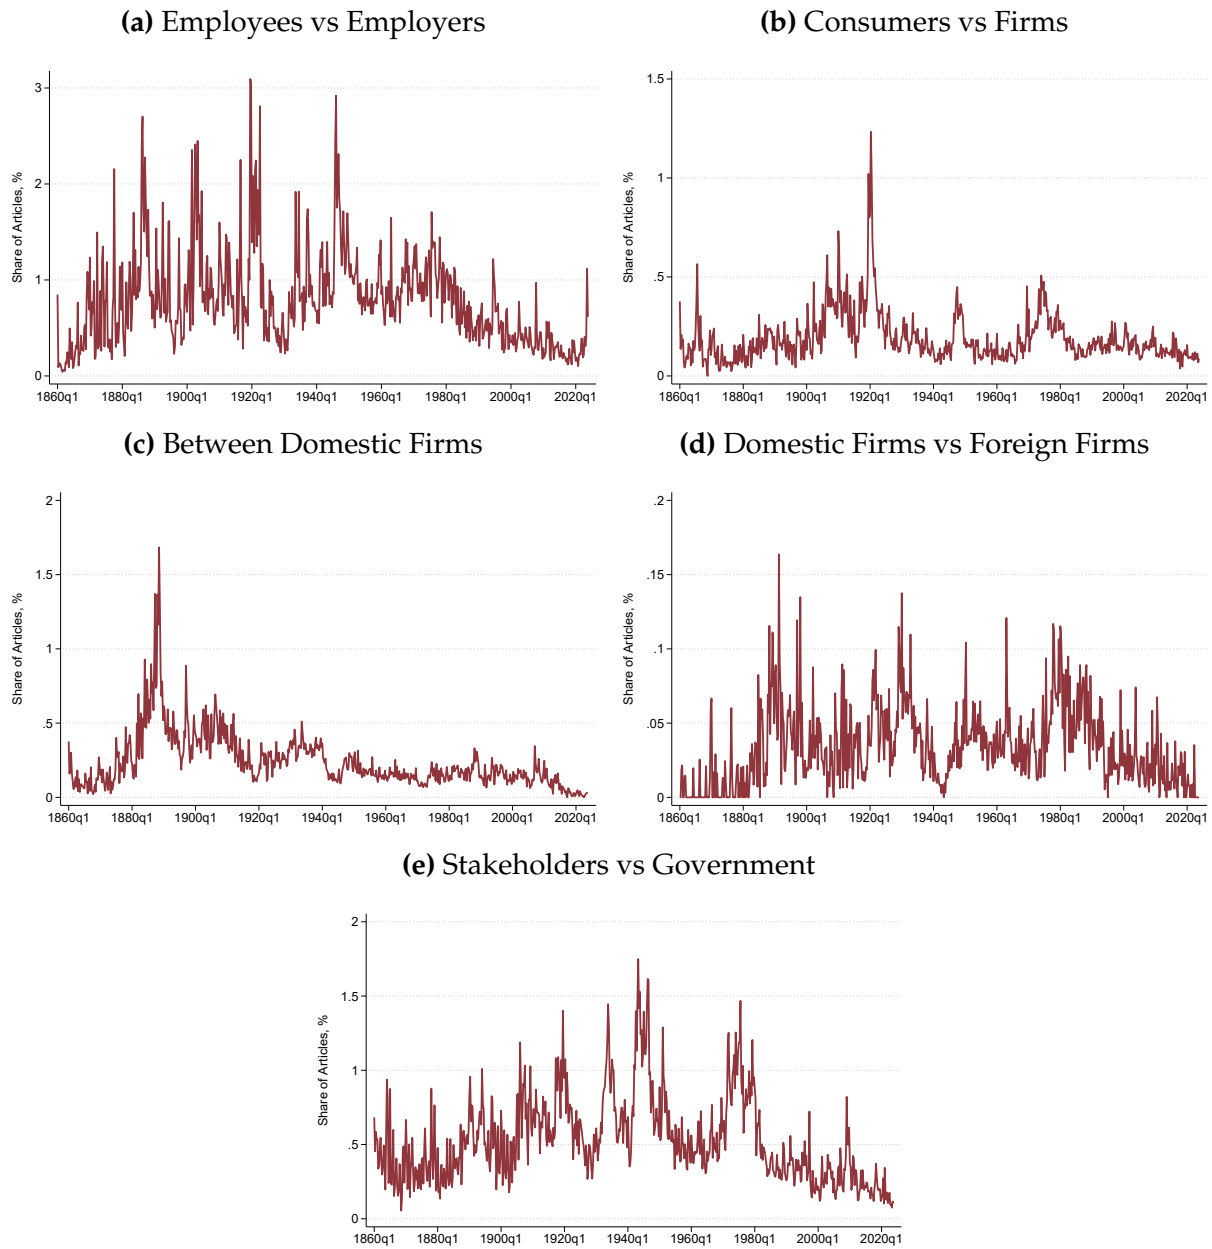 (a) Employees vs Employers
Share of Articles, %
3
2
1
0
1860q1 1880q1 1900q1 1920q1 1940q1 1960q1 1980q1 2000q1 2020q1
(b) Consumers vs Firms
Share of Articles, %
1.5
1
.5
0
1860q1 1880q1 1900q1 1920q1 1940q1 1960q1 1980q1 2000q1 2020q1
(c) Between Domestic Firms
Share of Articles, %
2
1.5
1
.5
0
1860q1 1880q1 1900q1 1920q1 1940q1 1960q1 1980q1 2000q1 2020q1
(d) Domestic Firms vs Foreign Firms
Share of Articles, %
.2
.15
.1
.05
0
1860q1 1880q1 1900q1 1920q1 1940q1 1960q1 1980q1 2000q1 2020q1
(e) Stakeholders vs Government
Share of Articles, %
2
1.5
1
.5
0
1860q1 1880q1 1900q1 1920q1 1940q1 1960q1 1980q1 2000q1 2020q1